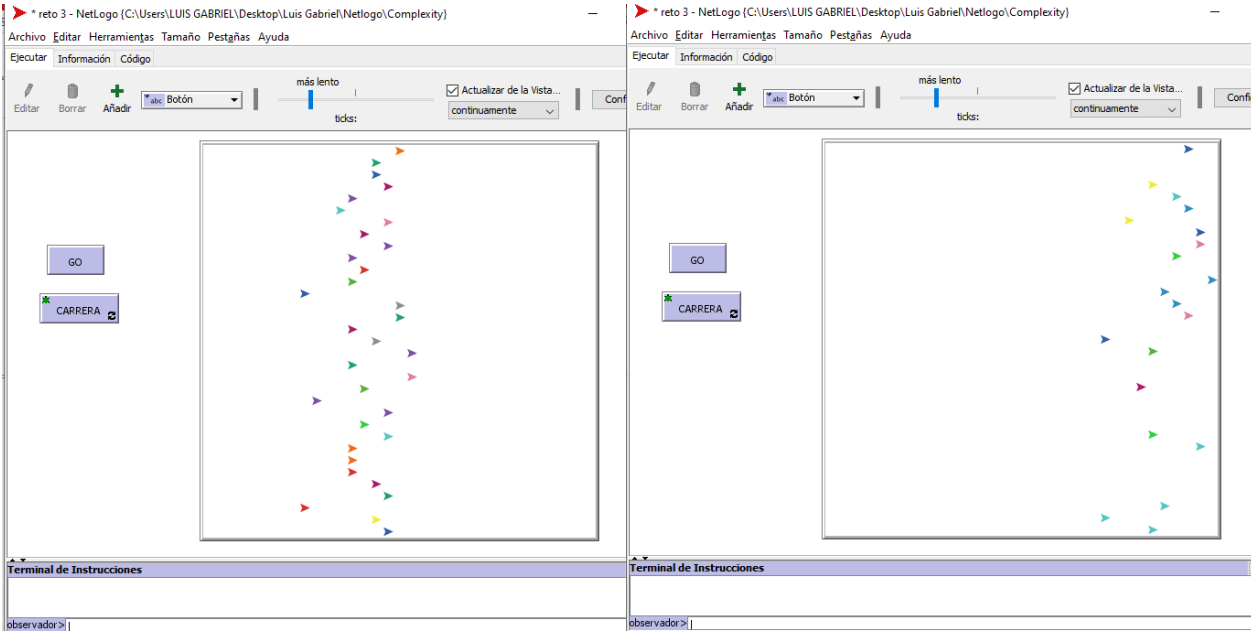 * reto 3 - NetLogo {C:\Users\LUIS GABRIEL\Desktop\Luis Gabriel\Netlogo\Complexity}
Archivo Editar Herramientas Tamaño Pestañas Ayuda
Ejecutar Información Código
Editar Borrar Añadir
abc Botón
más lento
ticks:
Actualizar de la Vista...
continuamente
GO
CARRERA
Terminal de Instrucciones
observador>
* reto 3 - NetLogo {C:\Users\LUIS GABRIEL\Desktop\Luis Gabriel\Netlogo\Complexity}
Archivo Editar Herramientas Tamaño Pestañas Ayuda
Ejecutar Información Código
Editar Borrar Añadir
abc Botón
más lento
ticks:
Actualizar de la Vista...
continuamente
GO
CARRERA
Terminal de Instrucciones
observador>